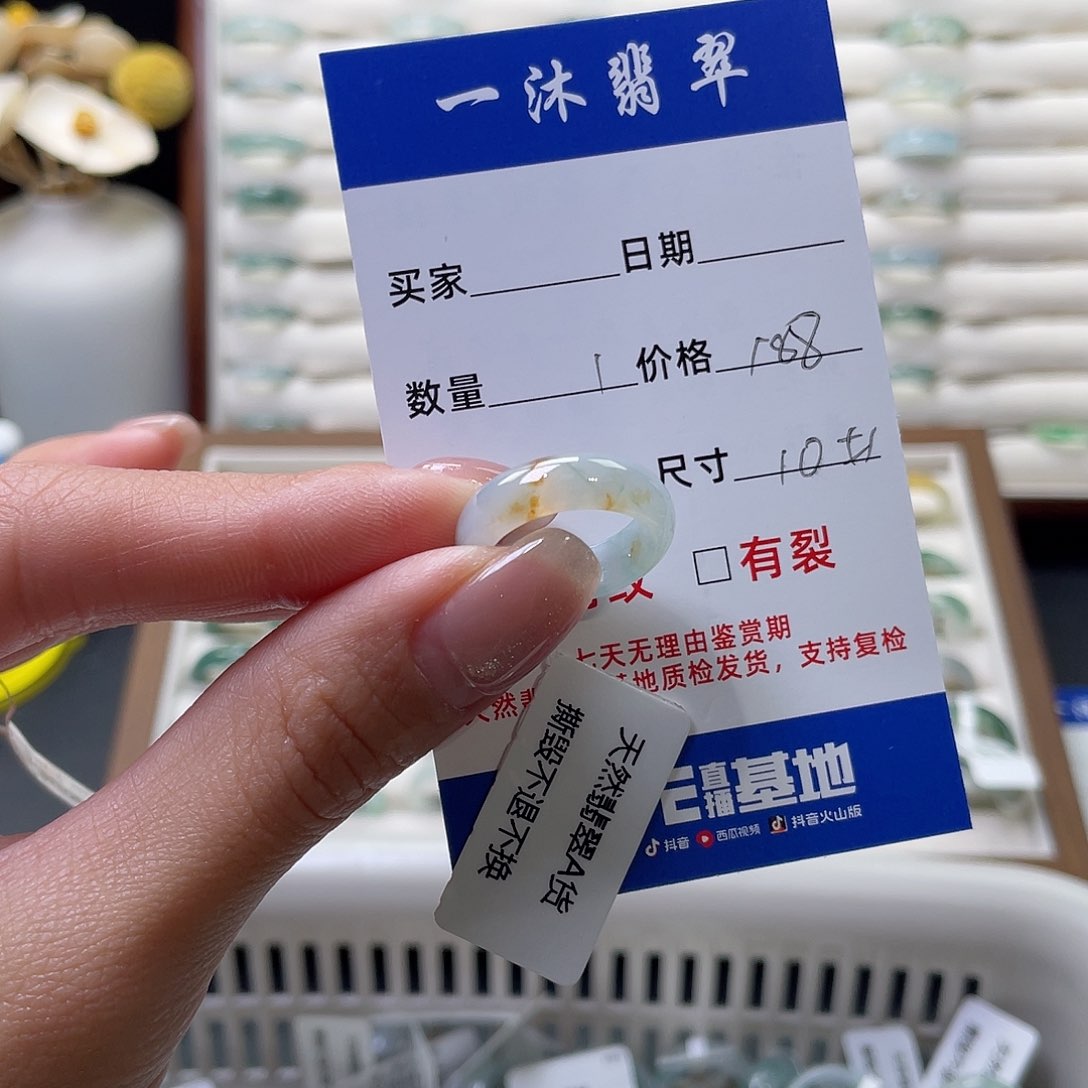 一沐翡翠
买家 日期
数量 1 价格 188
尺寸 10
有裂
七天无理由鉴赏期
天然 基地质检发货，支持复检
直播基地
抖音 西瓜视频 抖音火山版
天然翡翠A货
撕毁不退不换